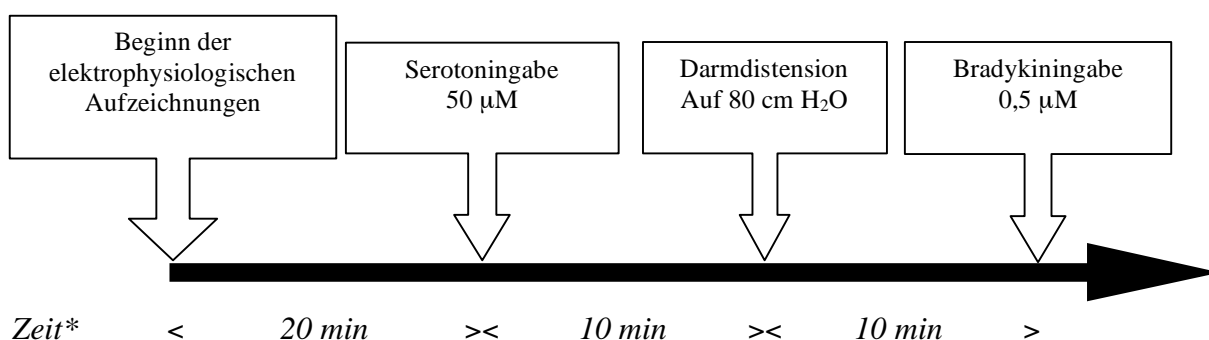 Beginn der
elektrophysiologischen
Aufzeichnungen
Serotoningabe
50 µM
Darmdistension
Auf 80 cm H₂O
Bradykiningabe
0,5 µM
Zeit* < 20 min >< 10 min >< 10 min >